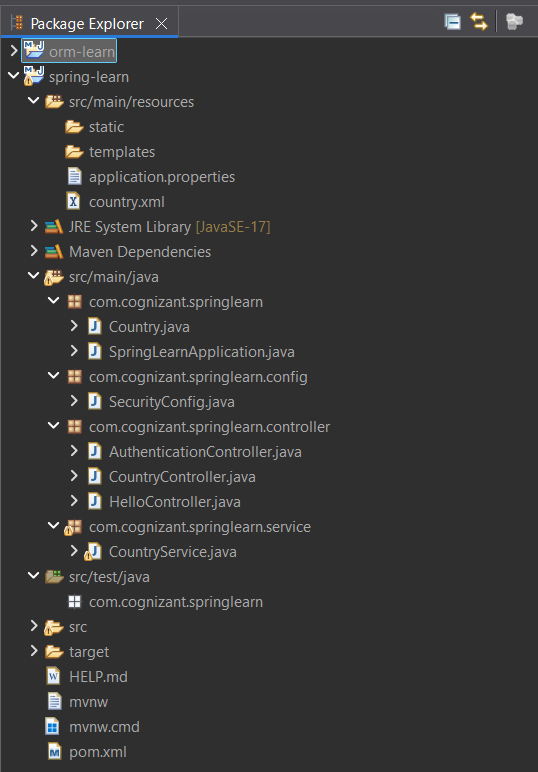 Package Explorer
orm-learn
spring-learn
src/main/resources
static
templates
application.properties
country.xml
JRE System Library [JavaSE-17]
Maven Dependencies
src/main/java
com.cognizant.springlearn
Country.java
SpringLearnApplication.java
com.cognizant.springlearn.config
SecurityConfig.java
com.cognizant.springlearn.controller
AuthenticationController.java
CountryController.java
HelloController.java
com.cognizant.springlearn.service
CountryService.java
src/test/java
com.cognizant.springlearn
src
target
HELP.md
mvnw
mvnw.cmd
pom.xml